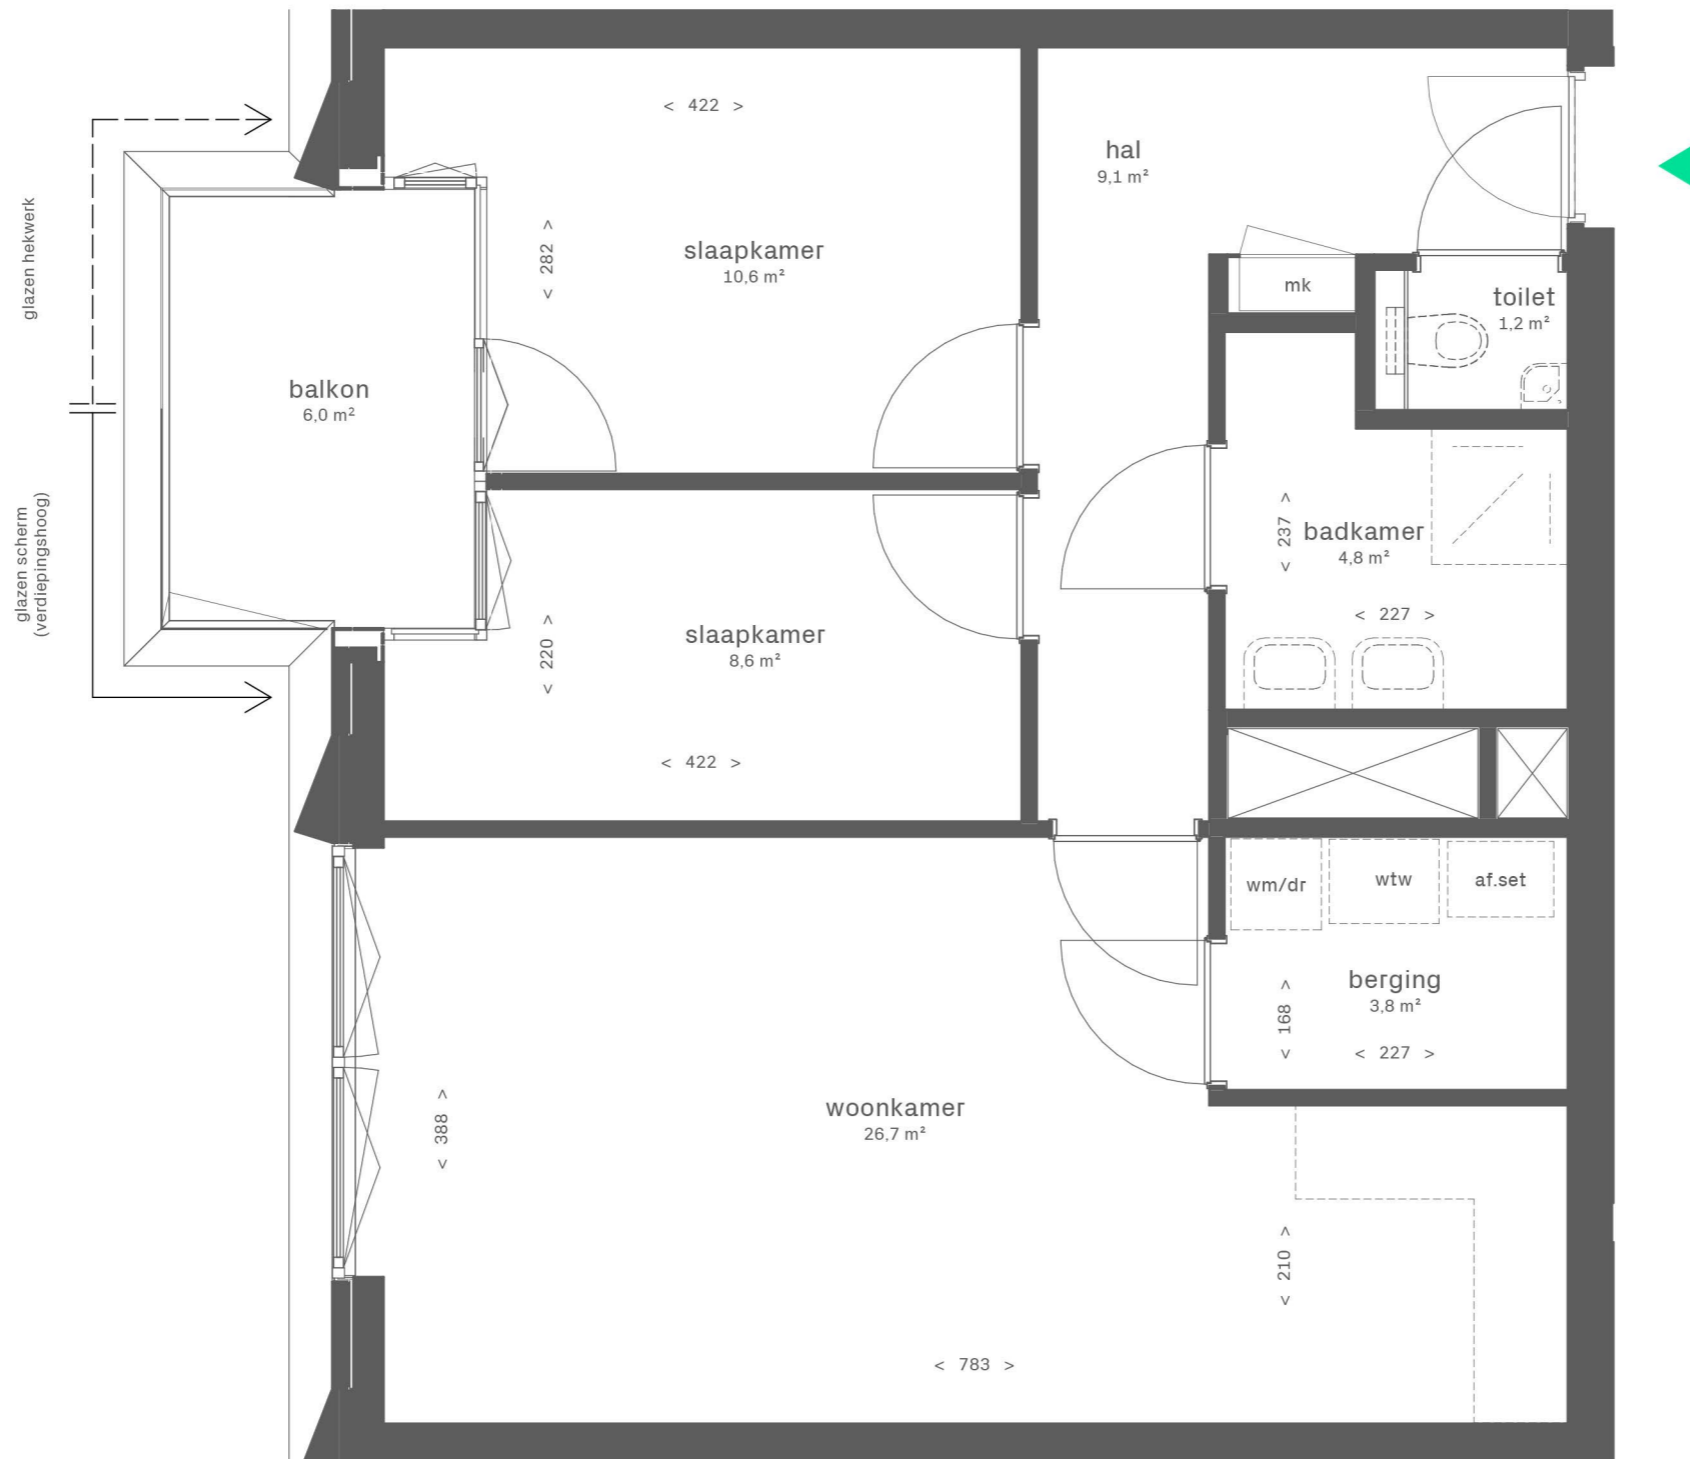 < 422 >
hal
9,1 m²
glazen hekwerk
< 282 >
slaapkamer
10,6 m²
mk
toilet
1,2 m²
balkon
6,0 m²
glazen scherm
(verdiepingshoog)
< 237 >
badkamer
4,8 m²
< 227 >
< 220 >
slaapkamer
8,6 m²
< 422 >
wm/dr
wtw
af.set
berging
3,8 m²
< 168 >
< 227 >
< 388 >
woonkamer
26,7 m²
< 210 >
< 783 >